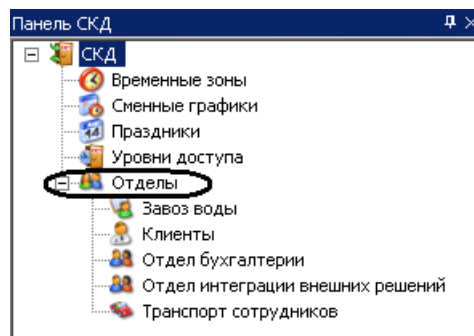 Панель СКД
СКД
Временные зоны
Сменные графики
Праздники
Уровни доступа
Отделы
Завоз воды
Клиенты
Отдел бухгалтерии
Отдел интеграции внешних решений
Транспорт сотрудников